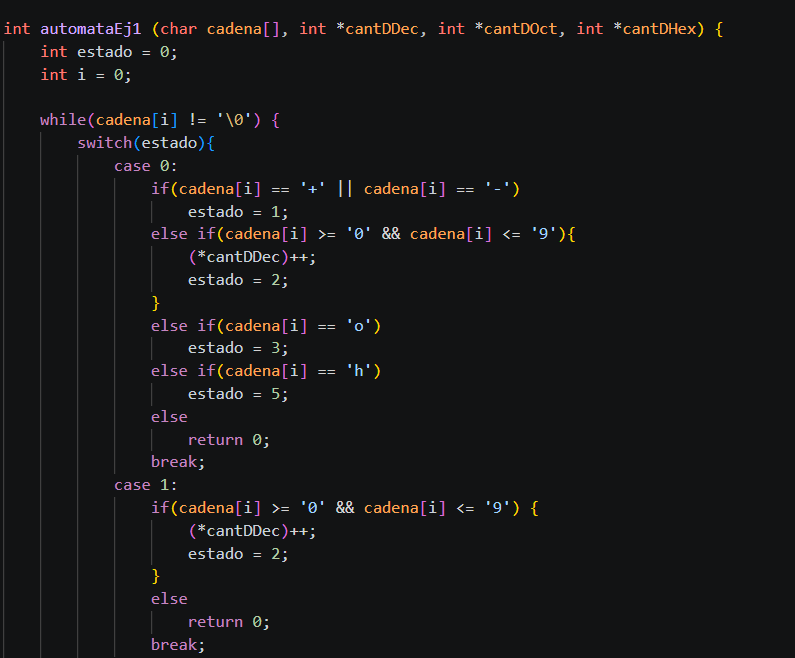 int automataEj1 (char cadena[], int *cantDDec, int *cantDOct, int *cantDHex) {
    int estado = 0;
    int i = 0;

    while(cadena[i] != '\0') {
        switch(estado){
            case 0:
                if(cadena[i] == '+' || cadena[i] == '-')
                    estado = 1;
                else if(cadena[i] >= '0' && cadena[i] <= '9'){
                    (*cantDDec)++;
                    estado = 2;
                }
                else if(cadena[i] == 'o')
                    estado = 3;
                else if(cadena[i] == 'h')
                    estado = 5;
                else
                    return 0;
                break;
            case 1:
                if(cadena[i] >= '0' && cadena[i] <= '9') {
                    (*cantDDec)++;
                    estado = 2;
                }
                else
                    return 0;
                break;